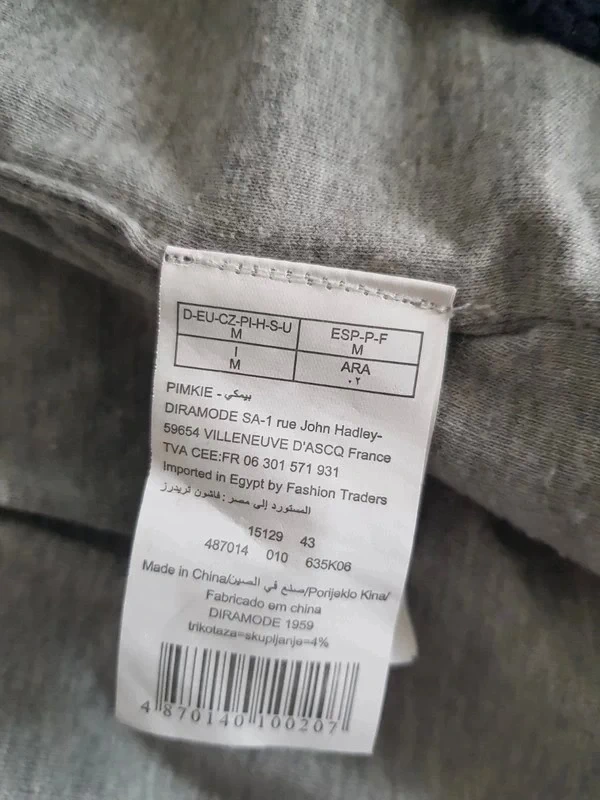 D-EU-CZ-PI-H-S-U
M
ESP-P-F
M
I
M
ARA
٠٢
PIMKIE - بيمكي
DIRAMODE SA-1 rue John Hadley-
59654 VILLENEUVE D'ASCQ France
TVA CEE:FR 06 301 571 931
Imported in Egypt by Fashion Traders
المستورد إلى مصر : فاشون تريدرز
15129 43
487014 010 635K06
Made in China/صنع في الصين/Porijeklo Kina/
Fabricado em china
DIRAMODE 1959
trikotaza=skupljanje=4%
4 870140 100207